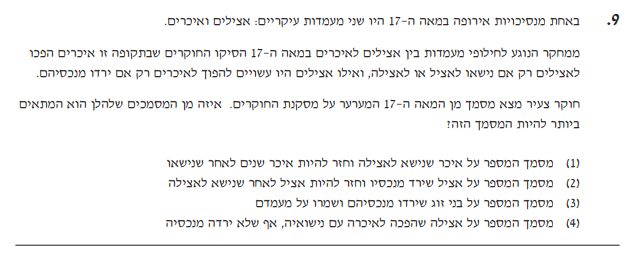 9. באחת מנסיכויות אירופה במאה ה-17 היו שני מעמדות עיקריים: אצילים ואיכרים.
ממחקר הנוגע לחילופי מעמדות בין אצילים לאיכרים במאה ה-17 הסיקו החוקרים שבתקופה זו איכרים הפכו
לאצילים רק אם נישאו לאציל או לאצילה, ואילו אצילים היו עשויים להפוך לאיכרים רק אם ירדו מנכסיהם.
חוקר צעיר מצא מסמך מן המאה ה-17 המערער על מסקנת החוקרים. איזה מן המסמכים שלהלן הוא המתאים
ביותר להיות המסמך הזה?
(1) מסמך המספר על איכר שנישא לאצילה וחזר להיות איכר שנים לאחר שנישאו
(2) מסמך המספר על אציל שירד מנכסיו וחזר להיות אציל לאחר שנישא לאצילה
(3) מסמך המספר על בני זוג שירדו מנכסיהם ושמרו על מעמדם
(4) מסמך המספר על אצילה שהפכה לאיכרה עם נישואיה, אף שלא ירדה מנכסיה